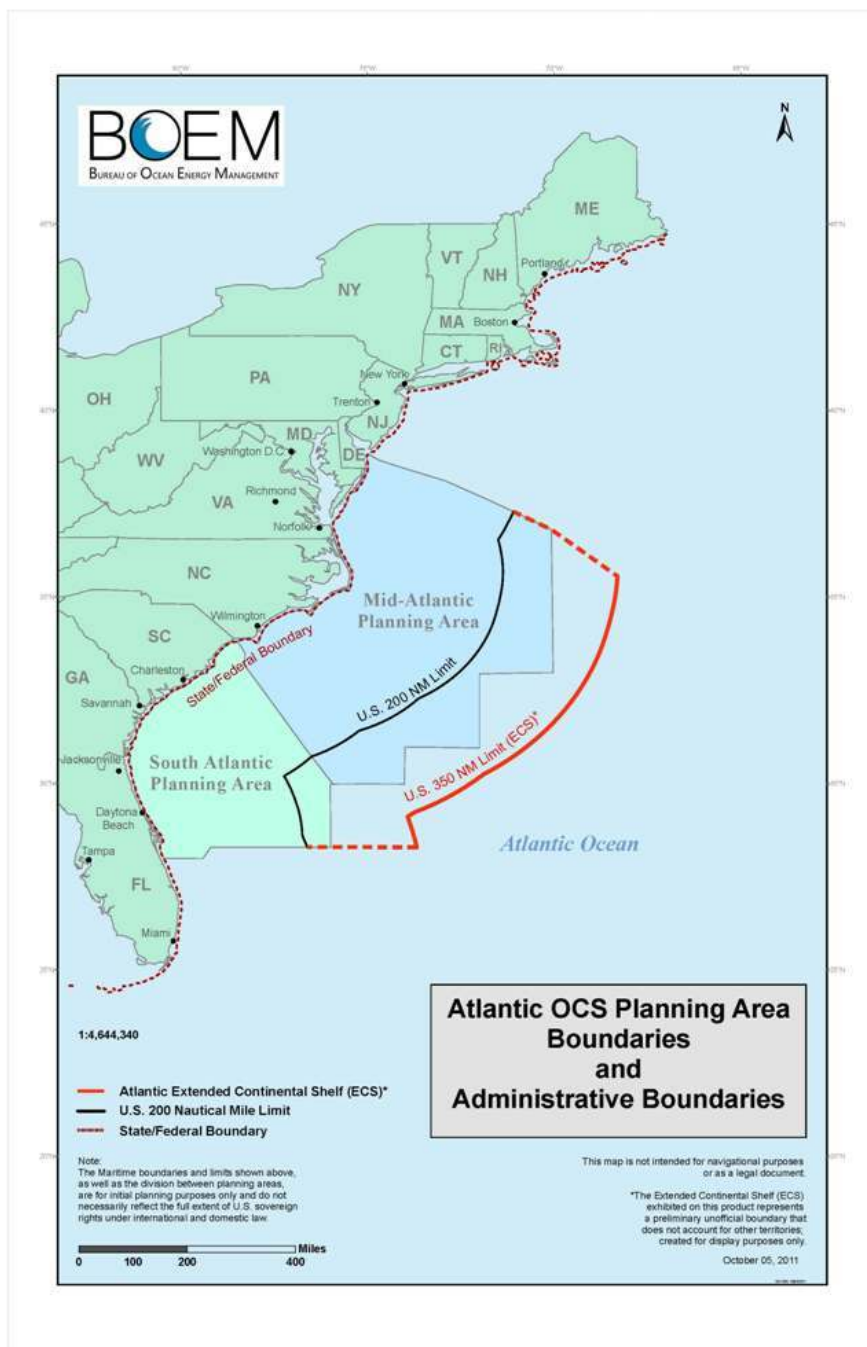 BOEM
BUREAU OF OCEAN ENERGY MANAGEMENT
N
ME
VT
Portland
NH
NY
MA
Boston
CT
RI
PA
New York
OH
Trenton
NJ
MD
Washington D.C.
DE
WV
Richmond
VA
Norfolk
NC
Mid-Atlantic
Planning Area
Wilmington
SC
State/Federal Boundary
Charleston
GA
U.S. 200 NM Limit
Savannah
U.S. 350 NM Limit (ECS)*
South Atlantic
Planning Area
Jacksonville
Daytona
Beach
Atlantic Ocean
Tampa
FL
Miami
Atlantic OCS Planning Area
Boundaries
and
Administrative Boundaries
1:4,644,340
Atlantic Extended Continental Shelf (ECS)*
U.S. 200 Nautical Mile Limit
State/Federal Boundary
Note:
The Maritime boundaries and limits shown above,
as well as the division between planning areas,
are for initial planning purposes only and do not
necessarily reflect the full extent of U.S. sovereign
rights under international and domestic law.
Miles
0 100 200 400
This map is not intended for navigational purposes
or as a legal document.
*The Extended Continental Shelf (ECS)
exhibited on this product represents
a preliminary unofficial boundary that
does not account for other territories;
created for display purposes only.
October 05, 2011